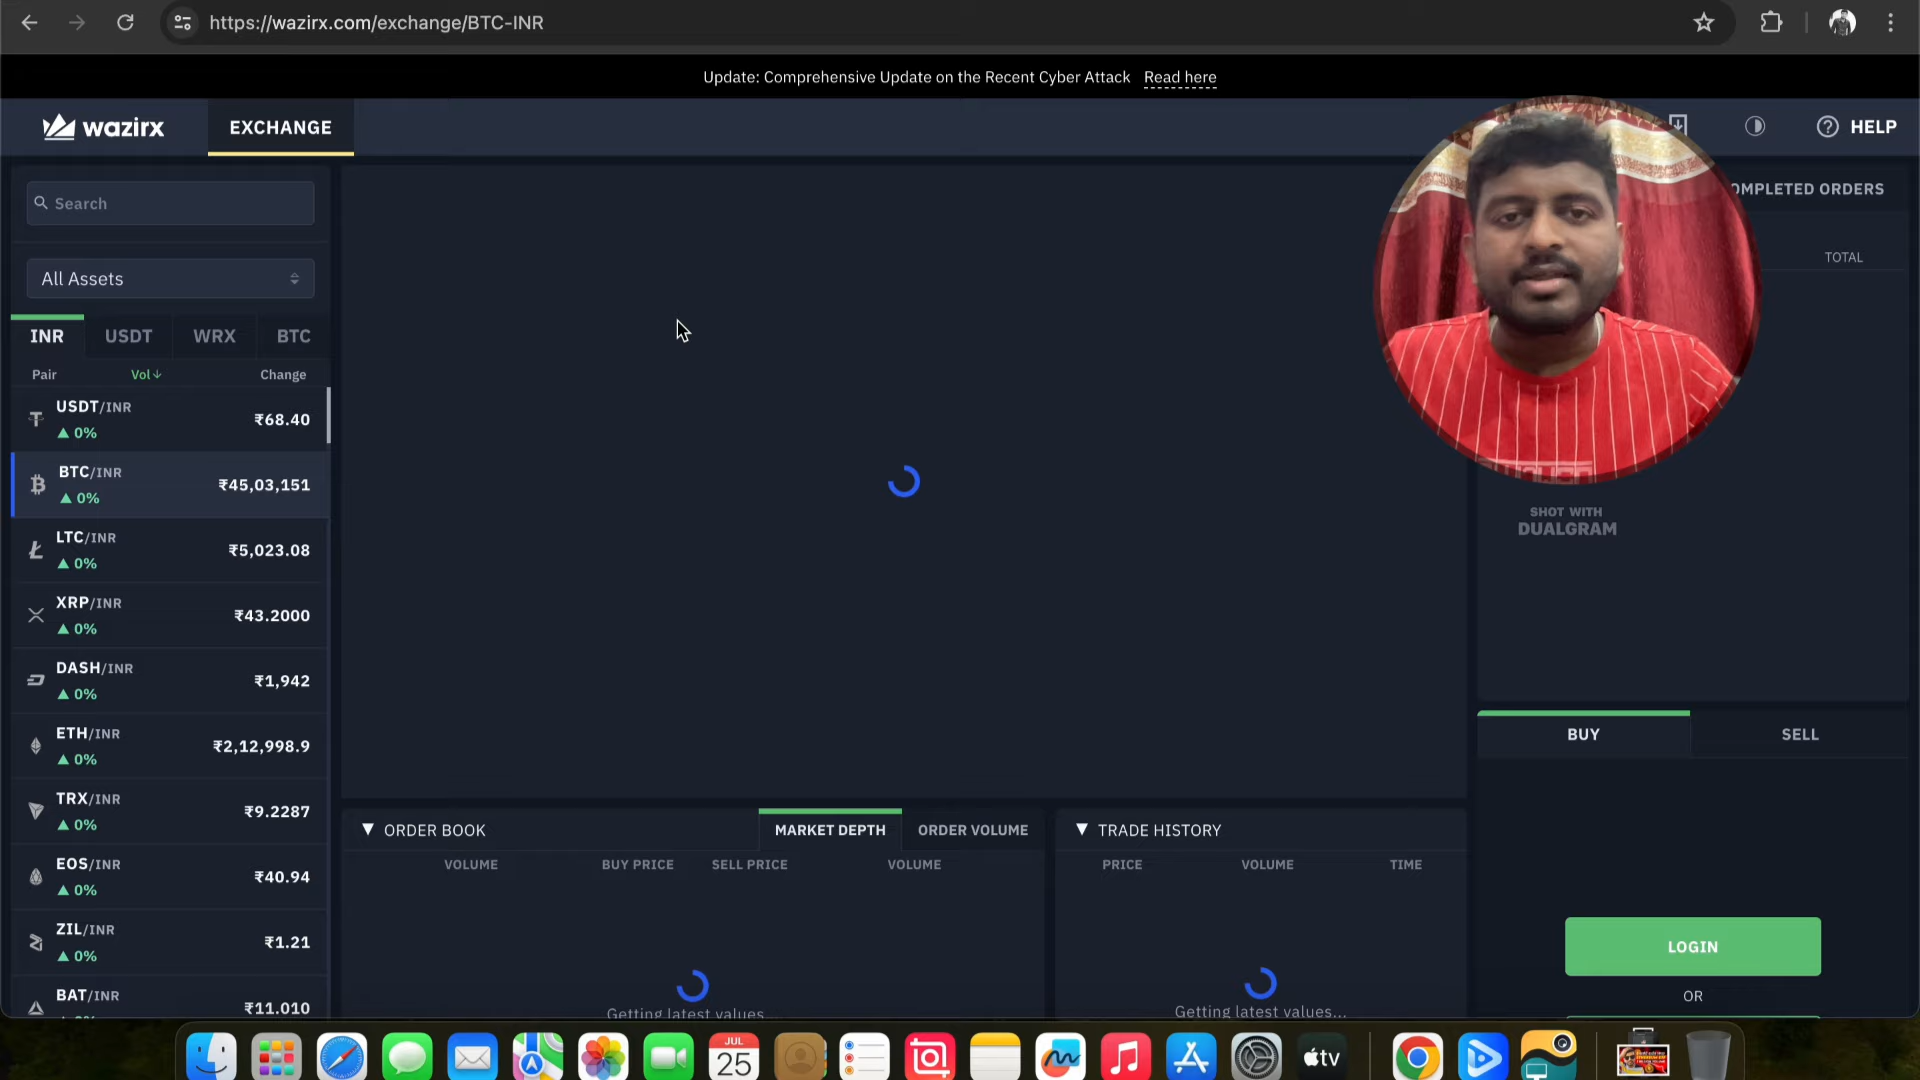 https://wazirx.com/exchange/BTC-INR
Update: Comprehensive Update on the Recent Cyber Attack Read here
wazirx
EXCHANGE
HELP
Search
All Assets
INR USDT WRX BTC
Pair Vol↓ Change
USDT/INR ₹68.40
▲ 0%
BTC/INR ₹45,03,151
▲ 0%
LTC/INR ₹5,023.08
▲ 0%
XRP/INR ₹43.2000
▲ 0%
DASH/INR ₹1,942
▲ 0%
ETH/INR ₹2,12,998.9
▲ 0%
TRX/INR ₹9.2287
▲ 0%
EOS/INR ₹40.94
▲ 0%
ZIL/INR ₹1.21
▲ 0%
BAT/INR ₹11.010
▼ ORDER BOOK
MARKET DEPTH ORDER VOLUME
VOLUME BUY PRICE SELL PRICE VOLUME
Getting latest values...
▼ TRADE HISTORY
PRICE VOLUME TIME
Getting latest values...
OMPLETED ORDERS
TOTAL
SHOT WITH
DUALGRAM
BUY SELL
LOGIN
OR
JUL
25
tv